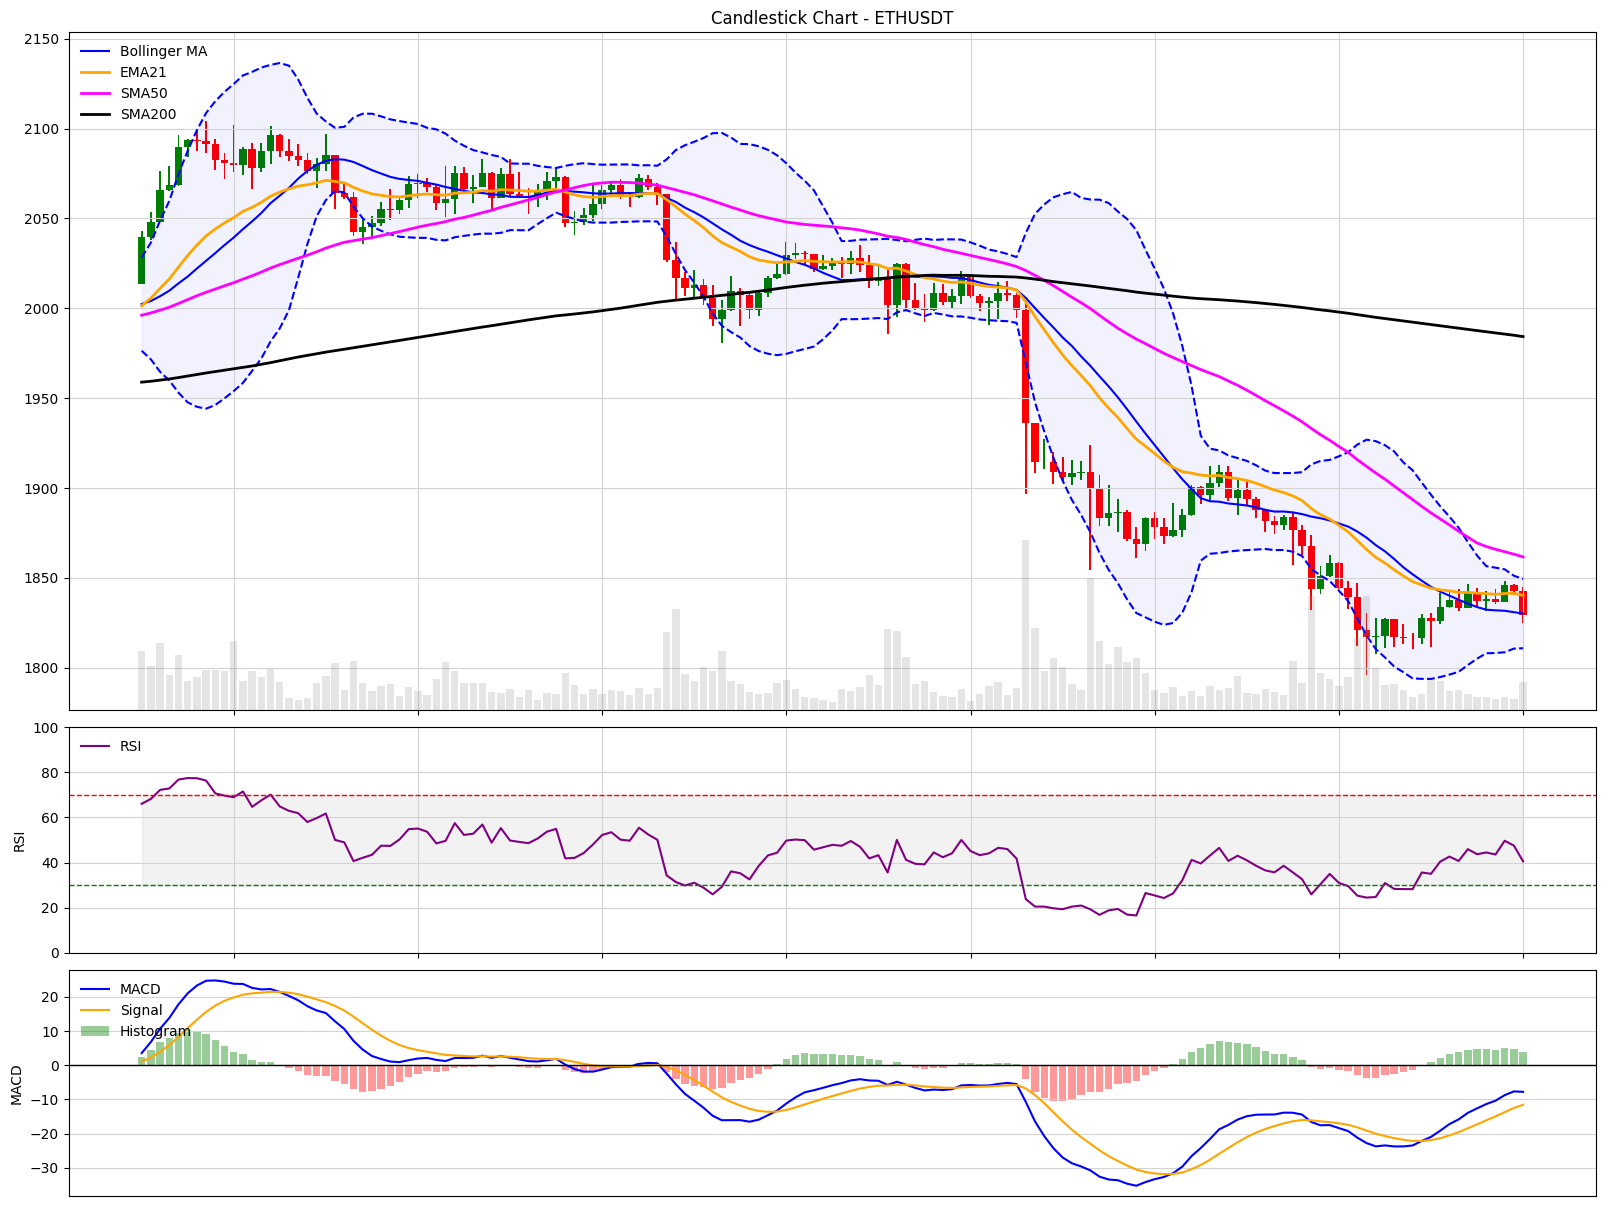 Candlestick Chart - ETHUSDT
Bollinger MA
EMA21
SMA50
SMA200
2150
2100
2050
2000
1950
1900
1850
1800
RSI
100
80
60
40
20
0
RSI
MACD
Signal
Histogram
20
10
0
−10
−20
−30
MACD